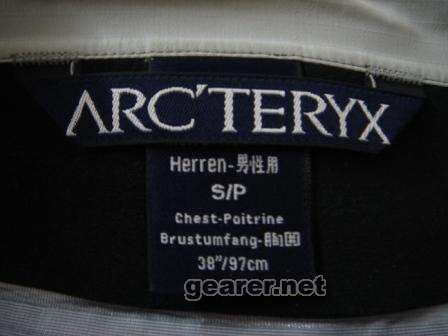 ARC'TERYX
Herren-男性用
S/P
Chest-Poitrine
Brustumfang-胸囲
38"/97cm
gearer.net